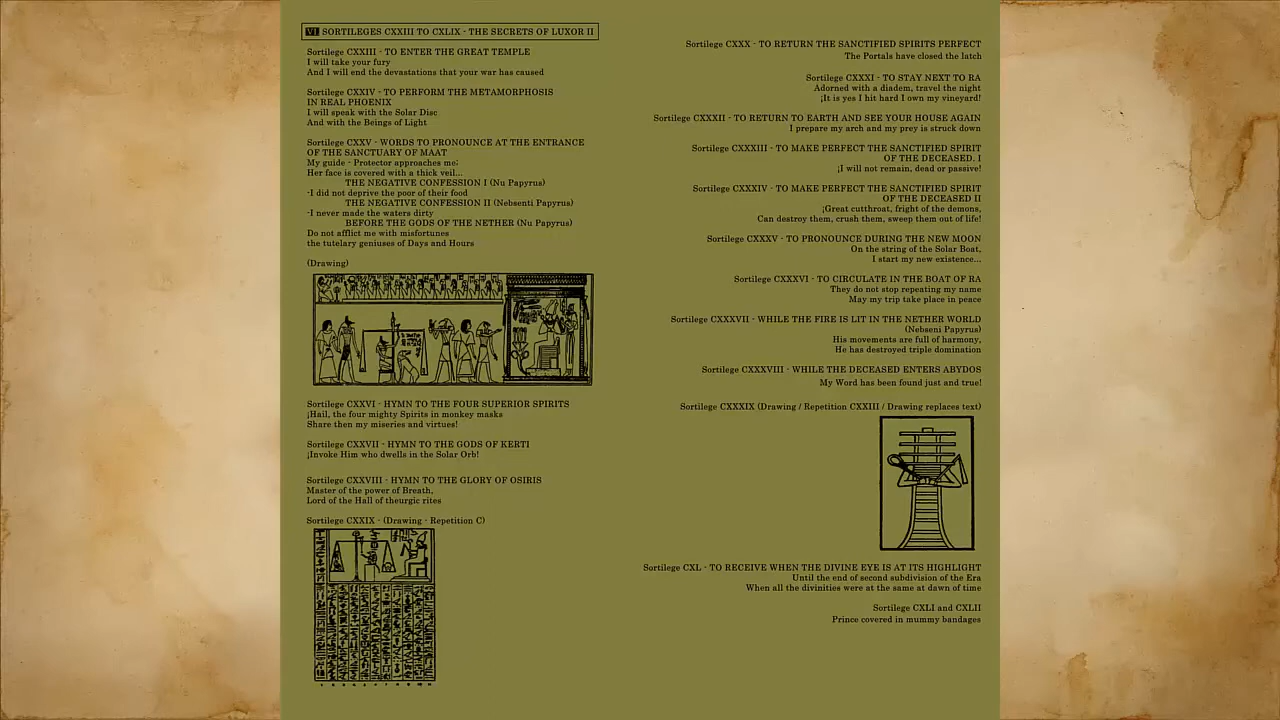 VI SORTILEGES CXXIII TO CXLIX - THE SECRETS OF LUXOR II
Sortilege CXXIII - TO ENTER THE GREAT TEMPLE
I will take your fury
And I will end the devastations that your war has caused
Sortilege CXXIV - TO PERFORM THE METAMORPHOSIS
IN REAL PHOENIX
I will speak with the Solar Disc
And with the Beings of Light
Sortilege CXXV - WORDS TO PRONOUNCE AT THE ENTRANCE
OF THE SANCTUARY OF MAAT
My guide - Protector approaches me;
Her face is covered with a thick veil...
THE NEGATIVE CONFESSION I (Nu Papyrus)
-I did not deprive the poor of their food
THE NEGATIVE CONFESSION II (Nebsenti Papyrus)
-I never made the waters dirty
BEFORE THE GODS OF THE NETHER (Nu Papyrus)
Do not afflict me with misfortunes
the tutelary geniuses of Days and Hours
(Drawing)
Sortilege CXXVI - HYMN TO THE FOUR SUPERIOR SPIRITS
¡Hail, the four mighty Spirits in monkey masks
Share then my miseries and virtues!
Sortilege CXXVII - HYMN TO THE GODS OF KERTI
¡Invoke Him who dwells in the Solar Orb!
Sortilege CXXVIII - HYMN TO THE GLORY OF OSIRIS
Master of the power of Breath,
Lord of the Hall of theurgic rites
Sortilege CXXIX - (Drawing - Repetition C)
Sortilege CXXX - TO RETURN THE SANCTIFIED SPIRITS PERFECT
The Portals have closed the latch
Sortilege CXXXI - TO STAY NEXT TO RA
Adorned with a diadem, travel the night
¡It is yes I hit hard I own my vineyard!
Sortilege CXXXII - TO RETURN TO EARTH AND SEE YOUR HOUSE AGAIN
I prepare my arch and my prey is struck down
Sortilege CXXXIII - TO MAKE PERFECT THE SANCTIFIED SPIRIT
OF THE DECEASED. I
¡I will not remain, dead or passive!
Sortilege CXXXIV - TO MAKE PERFECT THE SANCTIFIED SPIRIT
OF THE DECEASED II
¡Great cutthroat, fright of the demons,
Can destroy them, crush them, sweep them out of life!
Sortilege CXXXV - TO PRONOUNCE DURING THE NEW MOON
On the string of the Solar Boat,
I start my new existence...
Sortilege CXXXVI - TO CIRCULATE IN THE BOAT OF RA
They do not stop repeating my name
May my trip take place in peace
Sortilege CXXXVII - WHILE THE FIRE IS LIT IN THE NETHER WORLD
(Nebseni Papyrus)
His movements are full of harmony,
He has destroyed triple domination
Sortilege CXXXVIII - WHILE THE DECEASED ENTERS ABYDOS
My Word has been found just and true!
Sortilege CXXXIX (Drawing / Repetition CXXIII / Drawing replaces text)
Sortilege CXL - TO RECEIVE WHEN THE DIVINE EYE IS AT ITS HIGHLIGHT
Until the end of second subdivision of the Era
When all the divinities were at the same at dawn of time
Sortilege CXLI and CXLII
Prince covered in mummy bandages